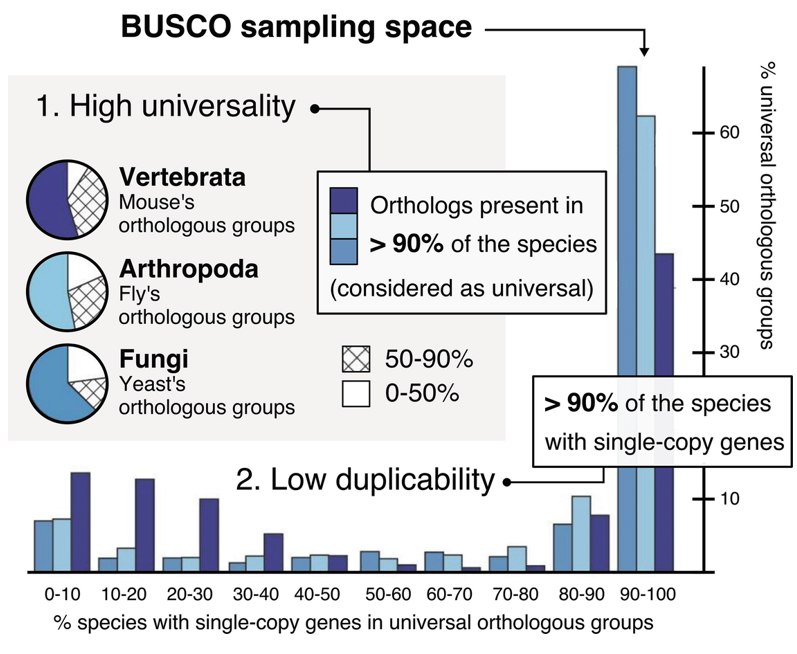 BUSCO sampling space
1. High universality
Vertebrata
Mouse's
orthologous groups
Arthropoda
Fly's
orthologous groups
Fungi
Yeast's
orthologous groups
Orthologs present in
> 90% of the species
(considered as universal)
50-90%
0-50%
> 90% of the species
with single-copy genes
2. Low duplicability
% universal orthologous groups
60
50
40
30
10
0-10 10-20 20-30 30-40 40-50 50-60 60-70 70-80 80-90 90-100
% species with single-copy genes in universal orthologous groups